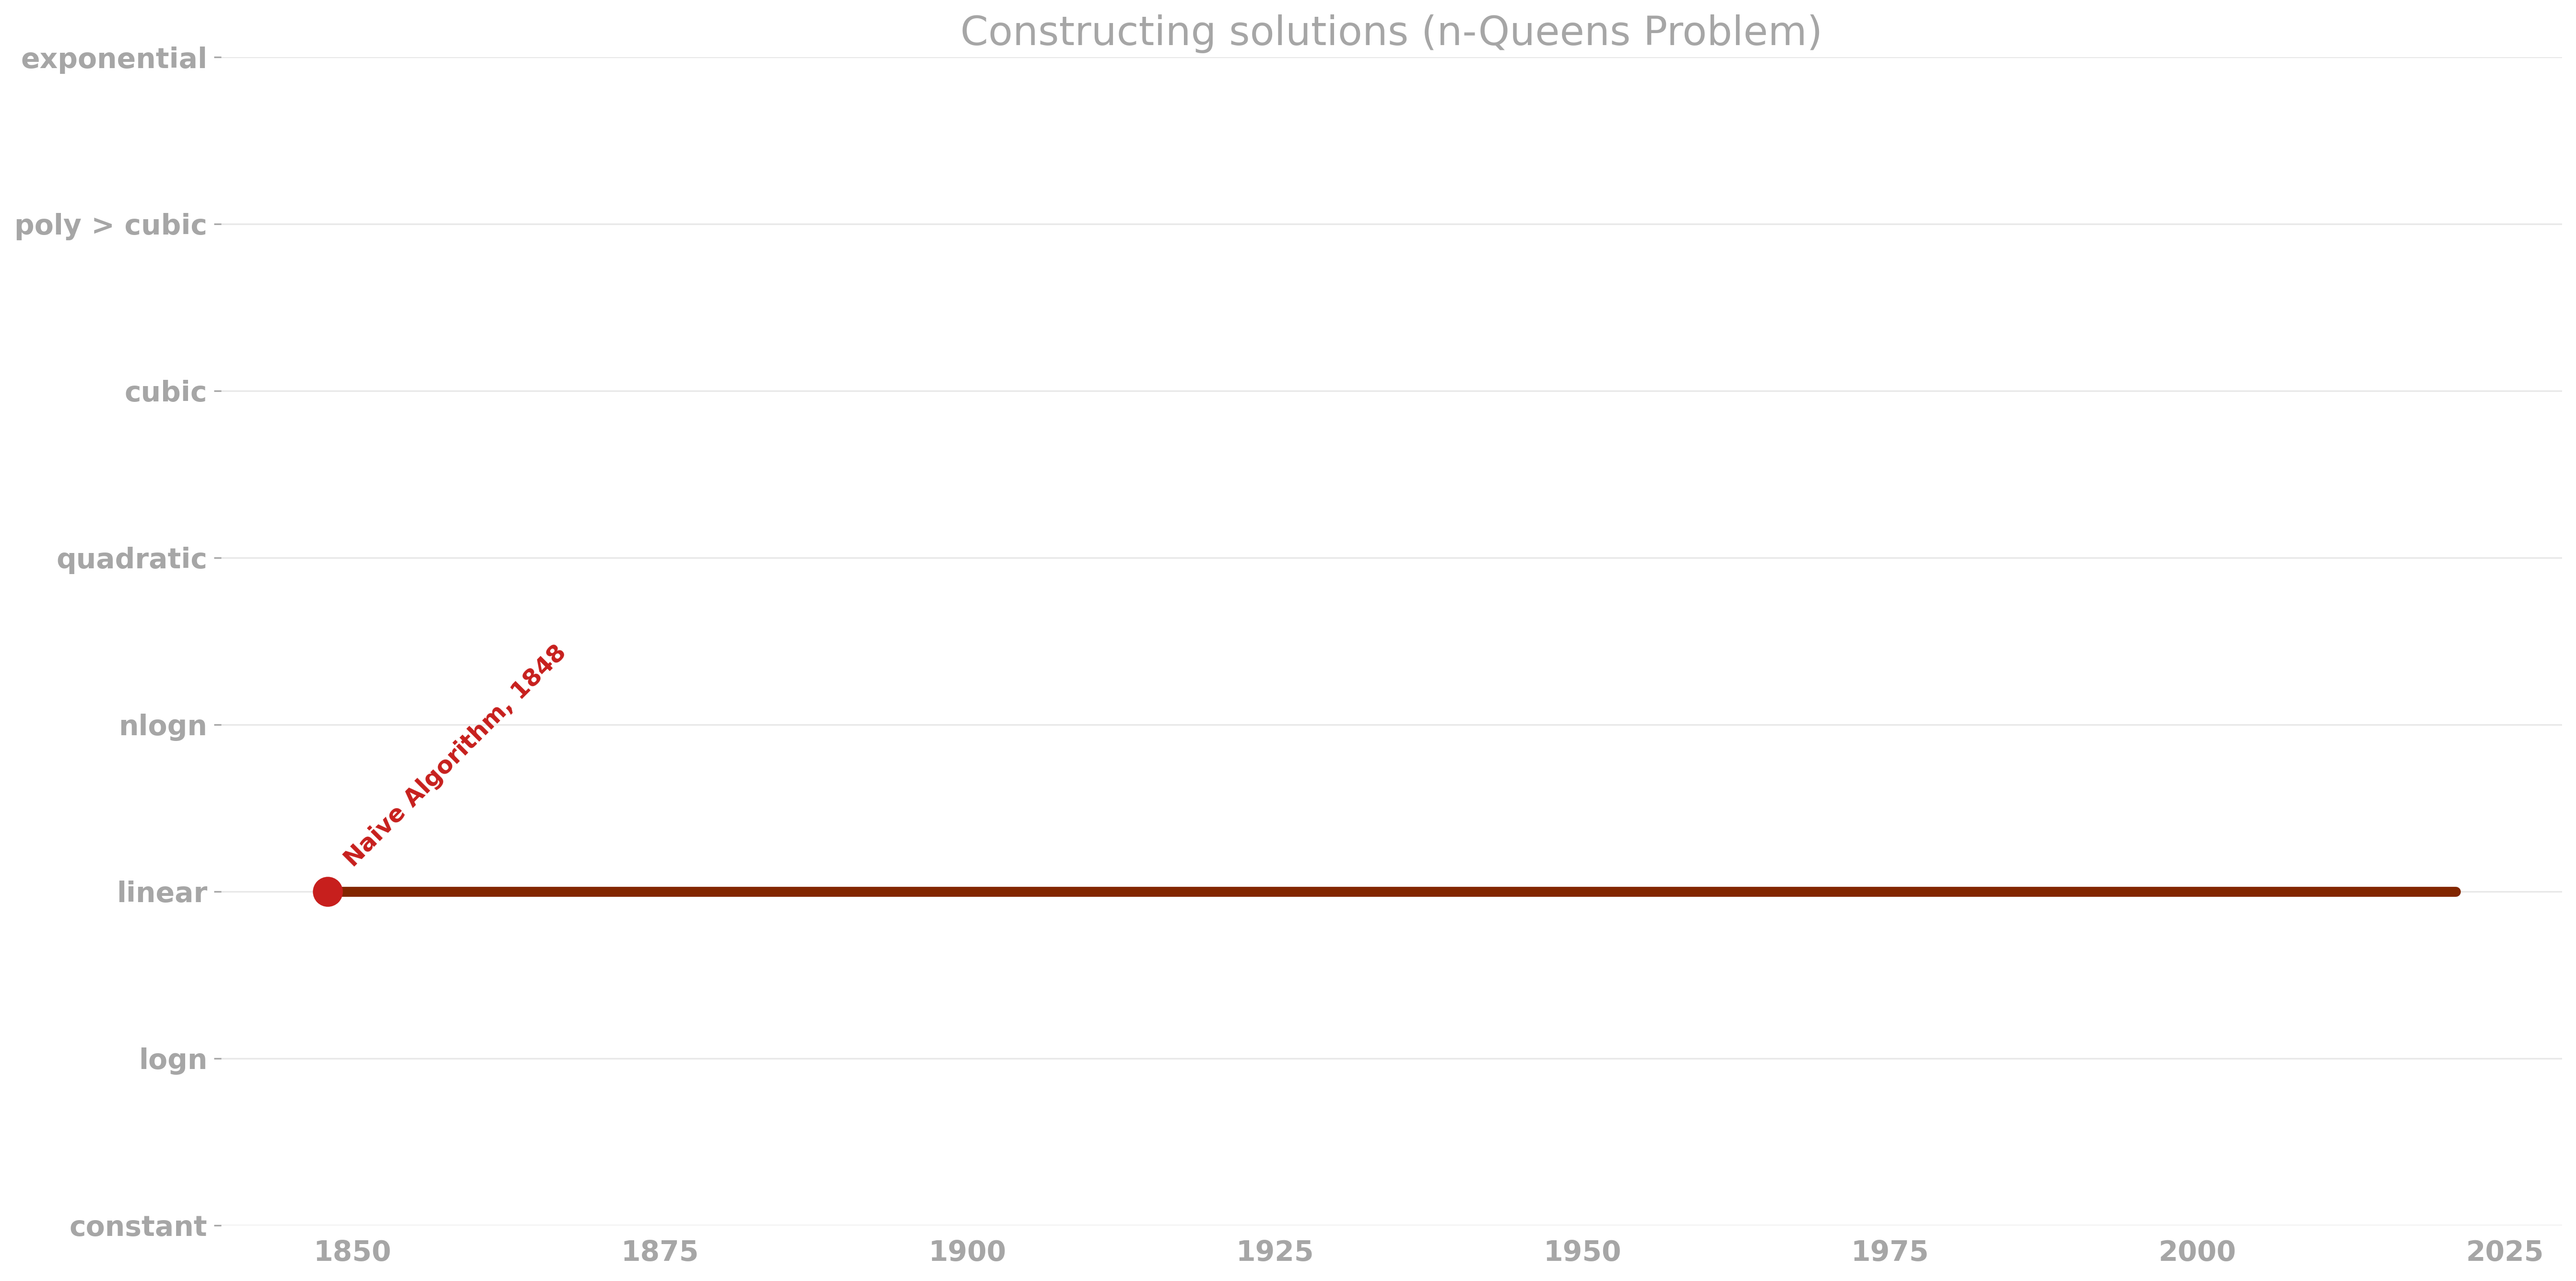 Constructing solutions (n-Queens Problem)
exponential
poly > cubic
cubic
quadratic
nlogn
linear
logn
constant
Naive Algorithm, 1848
1850 1875 1900 1925 1950 1975 2000 2025